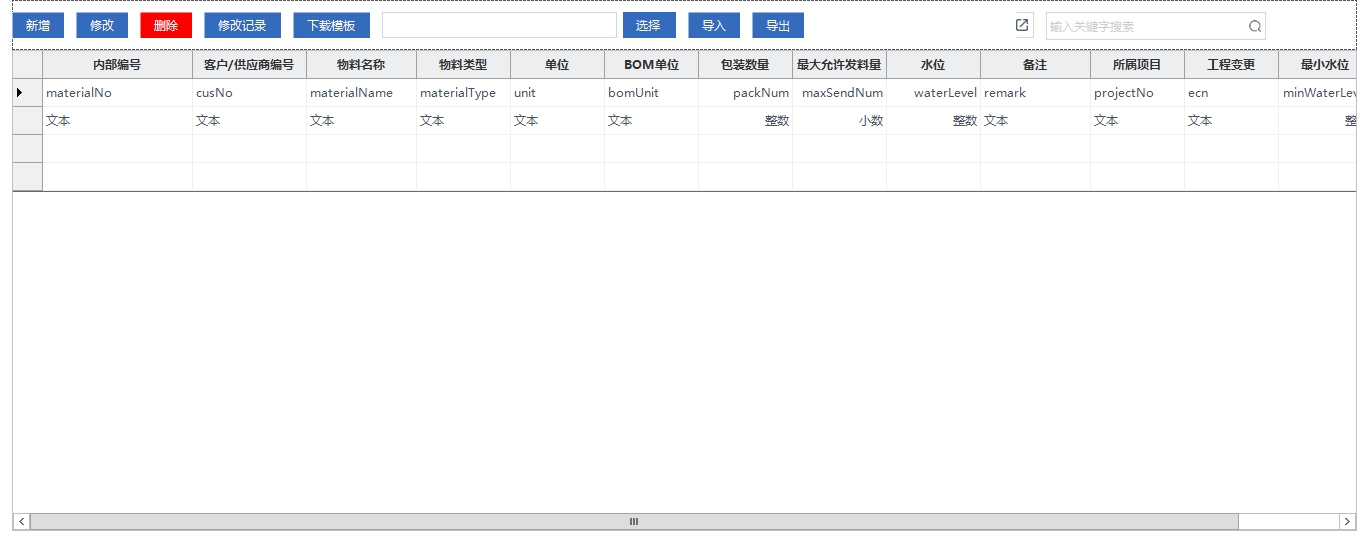 新增 修改 删除 修改记录 下载模板 选择 导入 导出 输入关键字搜索
内部编号 客户/供应商编号 物料名称 物料类型 单位 BOM单位 包装数量 最大允许发料量 水位 备注 所属项目 工程变更 最小水位
materialNo cusNo materialName materialType unit bomUnit packNum maxSendNum waterLevel remark projectNo ecn minWaterLev
文本 文本 文本 文本 文本 文本 整数 小数 整数 文本 文本 文本 整